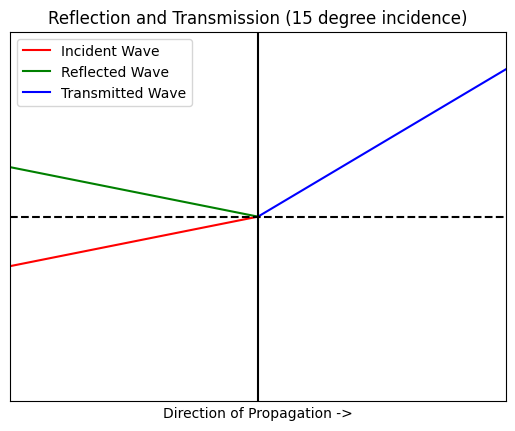 Reflection and Transmission (15 degree incidence)
Incident Wave
Reflected Wave
Transmitted Wave
Direction of Propagation ->